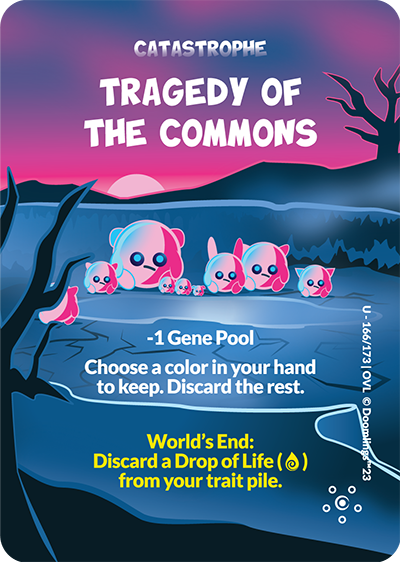 CATASTROPHE
TRAGEDY OF
THE COMMONS
-1 Gene Pool
Choose a color in your hand
to keep. Discard the rest.
World's End:
Discard a Drop of Life ( )
from your trait pile.
U - 166/173 | OVL © Doomlings™ 23